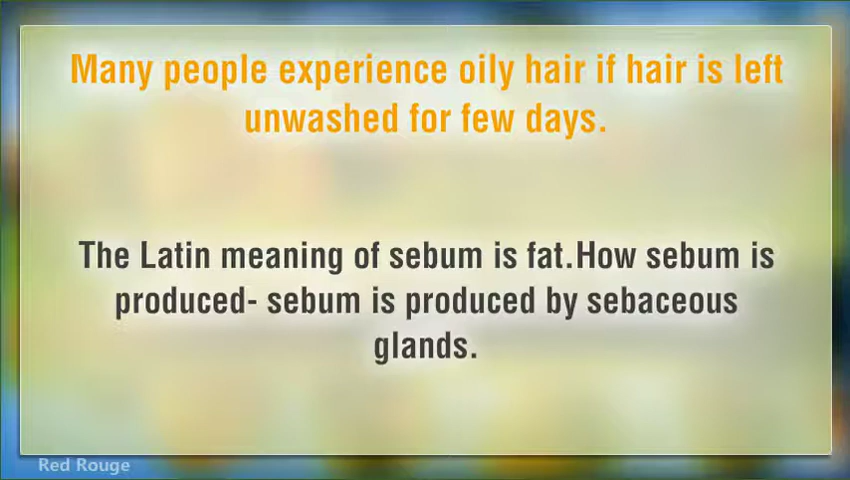 Many people experience oily hair if hair is left
unwashed for few days.
The Latin meaning of sebum is fat.How sebum is
produced- sebum is produced by sebaceous
glands.
Red Rouge